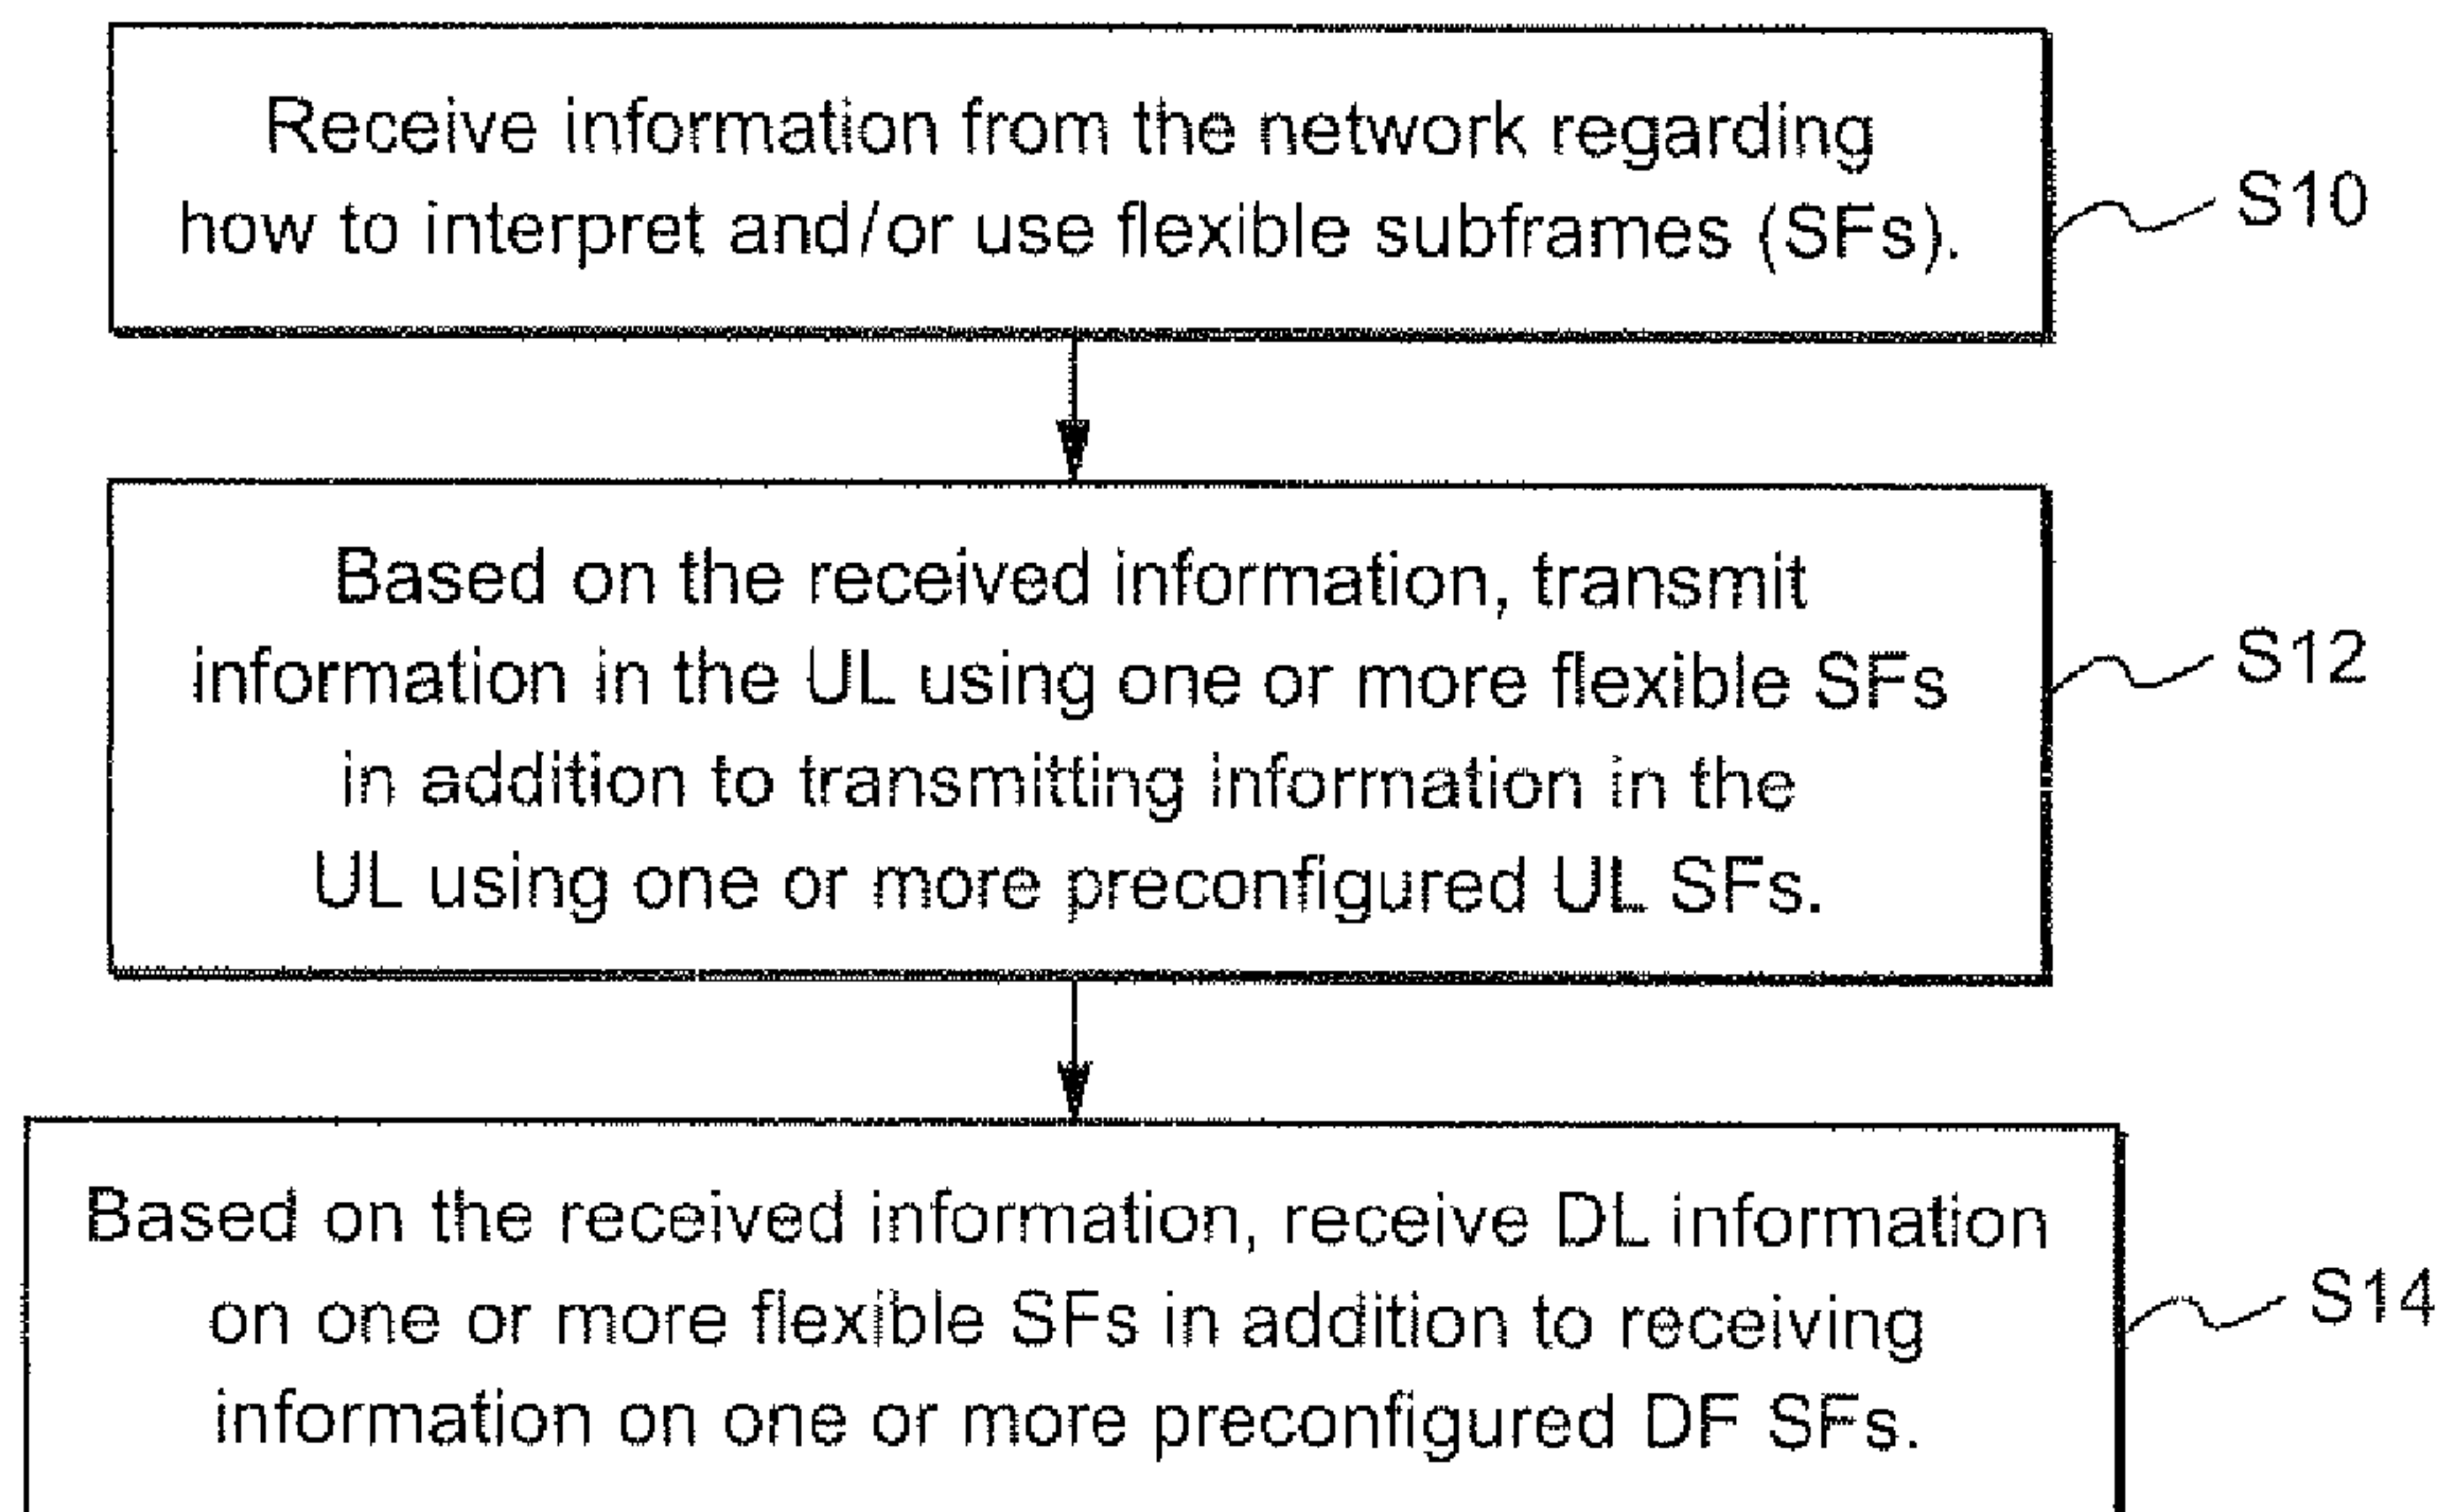 Receive information from the network regarding
how to interpret and/or use flexible subframes (SFs).
S10
Based on the received information, transmit
information in the UL using one or more flexible SFs
in addition to transmitting information in the
UL using one or more preconfigured UL SFs.
S12
Based on the received information, receive DL information
on one or more flexible SFs in addition to receiving
information on one or more preconfigured DF SFs.
S14